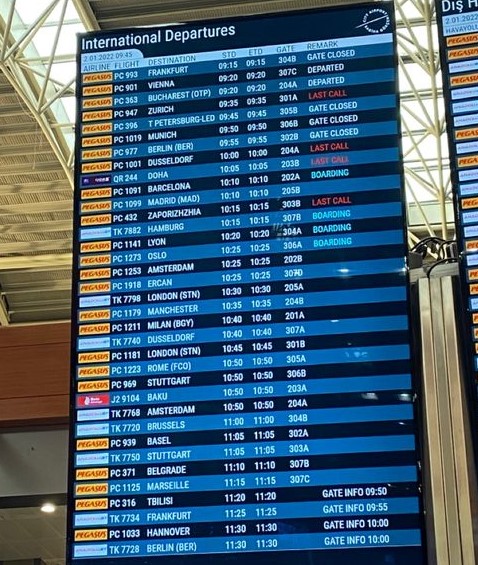 International Departures
2.01.2022 09:45
AIRLINE FLIGHT DESTINATION STD ETD GATE REMARK
PEGASUS PC 993 FRANKFURT 09:15 09:15 304B GATE CLOSED
PEGASUS PC 901 VIENNA 09:20 09:20 307C DEPARTED
PEGASUS PC 363 BUCHAREST (OTP) 09:20 09:20 204A DEPARTED
PEGASUS PC 947 ZURICH 09:35 09:35 301A LAST CALL
PEGASUS PC 396 T PETERSBURG-LED 09:45 09:45 305B GATE CLOSED
PEGASUS PC 1019 MUNICH 09:50 09:50 306B GATE CLOSED
PEGASUS PC 977 BERLIN (BER) 09:55 09:55 302B GATE CLOSED
PEGASUS PC 1001 DUSSELDORF 10:00 10:00 204A LAST CALL
QR 244 DOHA 10:05 10:05 203B LAST CALL
PEGASUS PC 1091 BARCELONA 10:10 10:10 202A BOARDING
PEGASUS PC 1099 MADRID (MAD) 10:10 10:10 205B
PEGASUS PC 432 ZAPORIZHZHIA 10:15 10:15 303B LAST CALL
TK 7882 HAMBURG 10:15 10:15 307B BOARDING
PEGASUS PC 1141 LYON 10:20 10:20 304A BOARDING
PEGASUS PC 1273 OSLO 10:25 10:25 306A BOARDING
PEGASUS PC 1253 AMSTERDAM 10:25 10:25 202B
PEGASUS PC 1918 ERCAN 10:25 10:25 307D
TK 7798 LONDON (STN) 10:30 10:30 205A
PEGASUS PC 1179 MANCHESTER 10:35 10:35 204B
PEGASUS PC 1211 MILAN (BGY) 10:40 10:40 201A
TK 7740 DUSSELDORF 10:40 10:40 307A
PEGASUS PC 1181 LONDON (STN) 10:45 10:45 301B
PEGASUS PC 1223 ROME (FCO) 10:50 10:50 305A
PEGASUS PC 969 STUTTGART 10:50 10:50 306B
J2 9104 BAKU 10:50 10:50 203A
TK 7768 AMSTERDAM 10:50 10:50 204A
TK 7720 BRUSSELS 11:00 11:00 304B
PEGASUS PC 939 BASEL 11:05 11:05 302A
TK 7750 STUTTGART 11:05 11:05 303A
PEGASUS PC 371 BELGRADE 11:10 11:10 307B
PEGASUS PC 1125 MARSEILLE 11:15 11:15 307C
PEGASUS PC 316 TBILISI 11:20 11:20 GATE INFO 09:50
TK 7734 FRANKFURT 11:25 11:25 GATE INFO 09:55
PEGASUS PC 1033 HANNOVER 11:30 11:30 GATE INFO 10:00
TK 7728 BERLIN (BER) 11:30 11:30 GATE INFO 10:00
Dış H
2.01.2022
HAVAYOLU